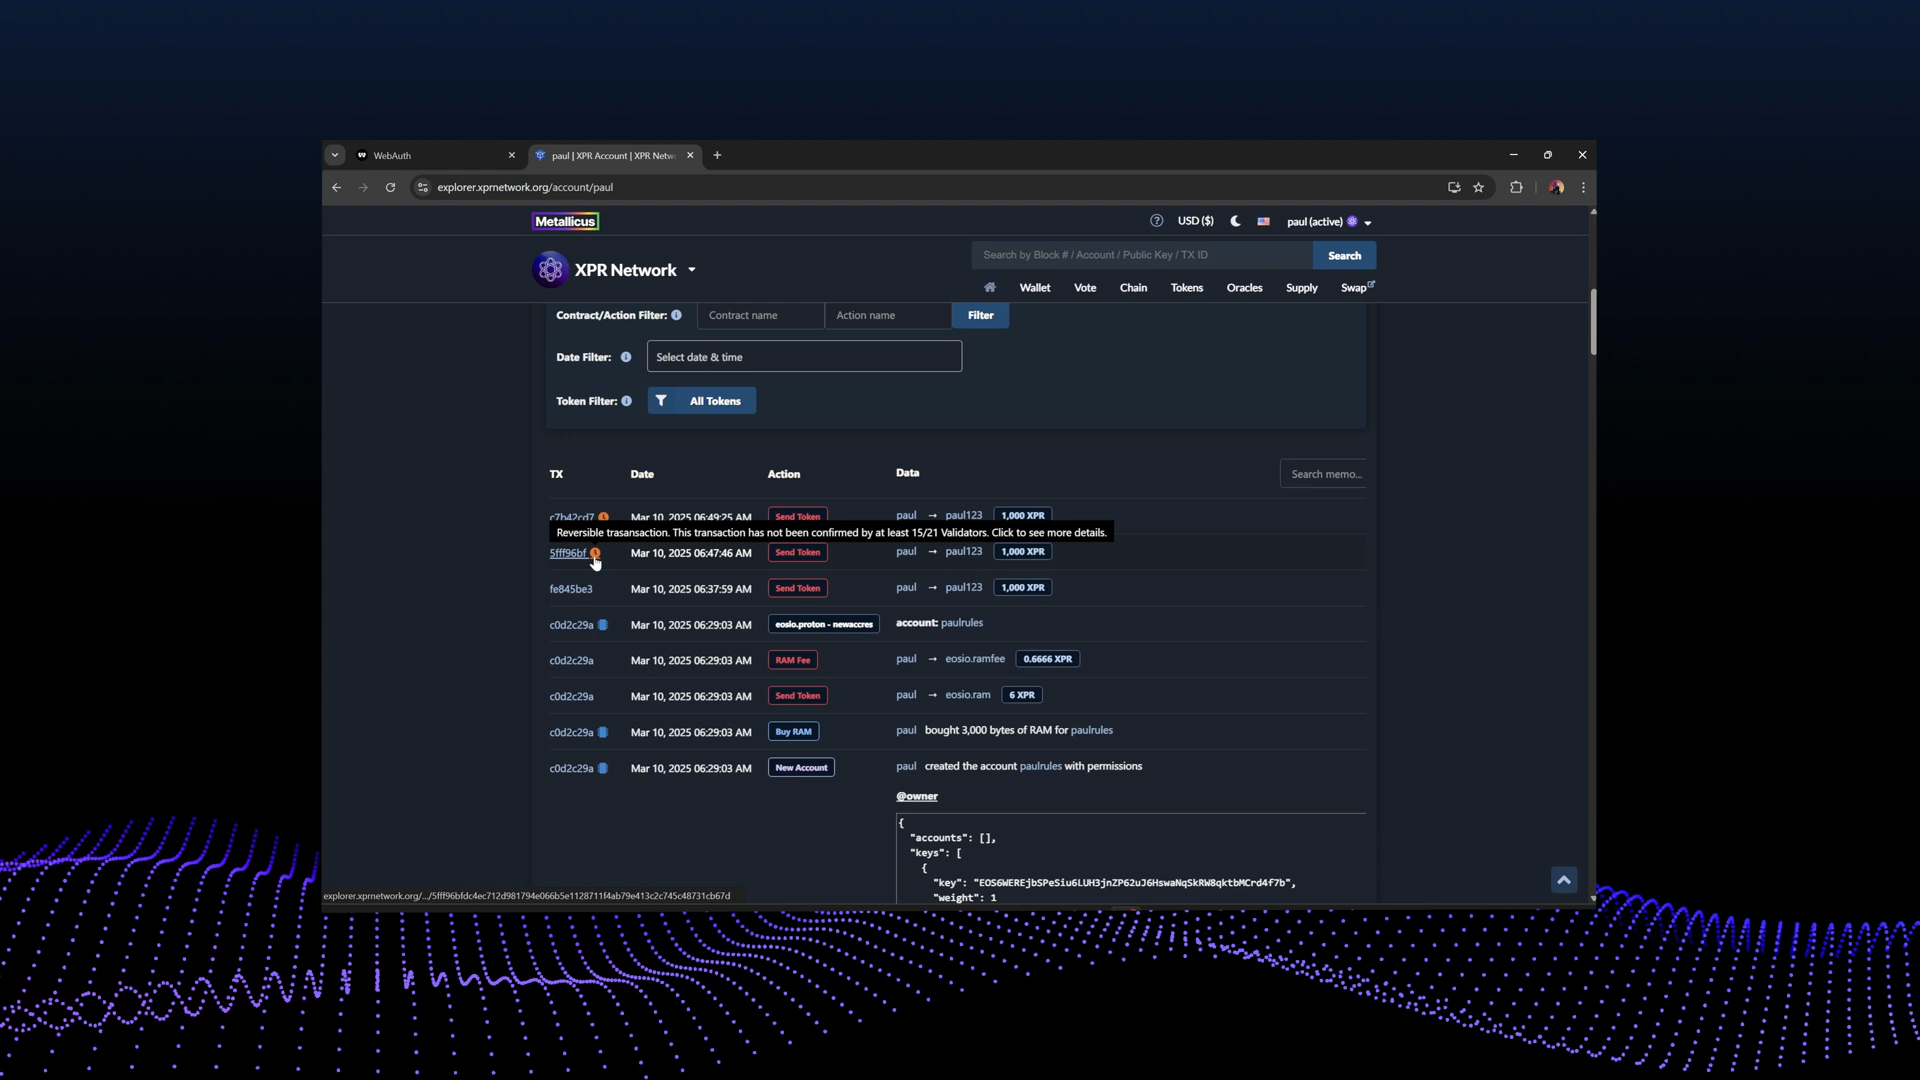 WebAuth
paul | XPR Account | XPR Netw
explorer.xprnetwork.org/account/paul
Metallicus
USD ($)
paul (active)
XPR Network
Search by Block # / Account / Public Key / TX ID
Search
Wallet
Vote
Chain
Tokens
Oracles
Supply
Swap
Contract/Action Filter:
Contract name
Action name
Filter
Date Filter:
Select date & time
Token Filter:
All Tokens
TX Date Action Data
Search memo...
c7b42cd7 Mar 10, 2025 06:49:25 AM Send Token paul → paul123 1,000 XPR
Reversible trasansaction. This transaction has not been confirmed by at least 15/21 Validators. Click to see more details.
5fff96bf Mar 10, 2025 06:47:46 AM Send Token paul → paul123 1,000 XPR
fe845be3 Mar 10, 2025 06:37:59 AM Send Token paul → paul123 1,000 XPR
c0d2c29a Mar 10, 2025 06:29:03 AM eosio.proton - newaccres account: paulrules
c0d2c29a Mar 10, 2025 06:29:03 AM RAM Fee paul → eosio.ramfee 0.6666 XPR
c0d2c29a Mar 10, 2025 06:29:03 AM Send Token paul → eosio.ram 6 XPR
c0d2c29a Mar 10, 2025 06:29:03 AM Buy RAM paul bought 3,000 bytes of RAM for paulrules
c0d2c29a Mar 10, 2025 06:29:03 AM New Account paul created the account paulrules with permissions
@owner
{
"accounts": [],
"keys": [
{
"key": "EOS6WEREjbSPeSiu6LUH3jnZP62uJ6HswaNqSkRW8qktbMCrd4f7b",
"weight": 1
explorer.xprnetwork.org/.../5fff96bfdc4ec712d981794e066b5e1128711f4ab79e413c2c745c48731cb67d